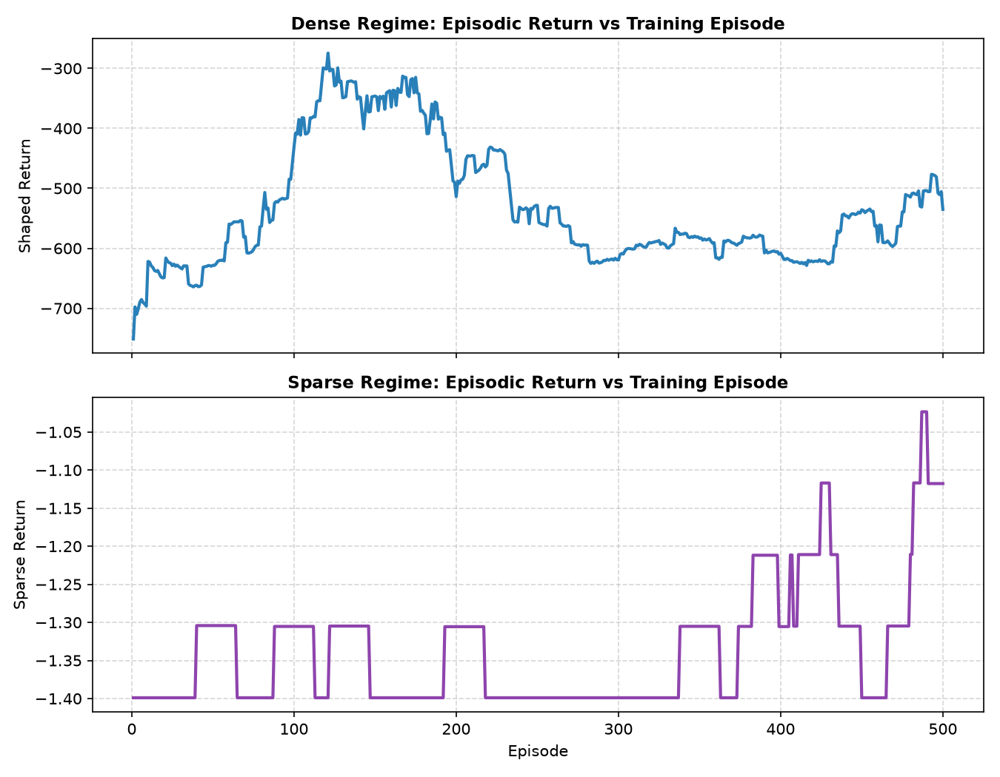 Dense Regime: Episodic Return vs Training Episode
Shaped Return
−300
−400
−500
−600
−700
Sparse Regime: Episodic Return vs Training Episode
Sparse Return
−1.05
−1.10
−1.15
−1.20
−1.25
−1.30
−1.35
−1.40
0 100 200 300 400 500
Episode